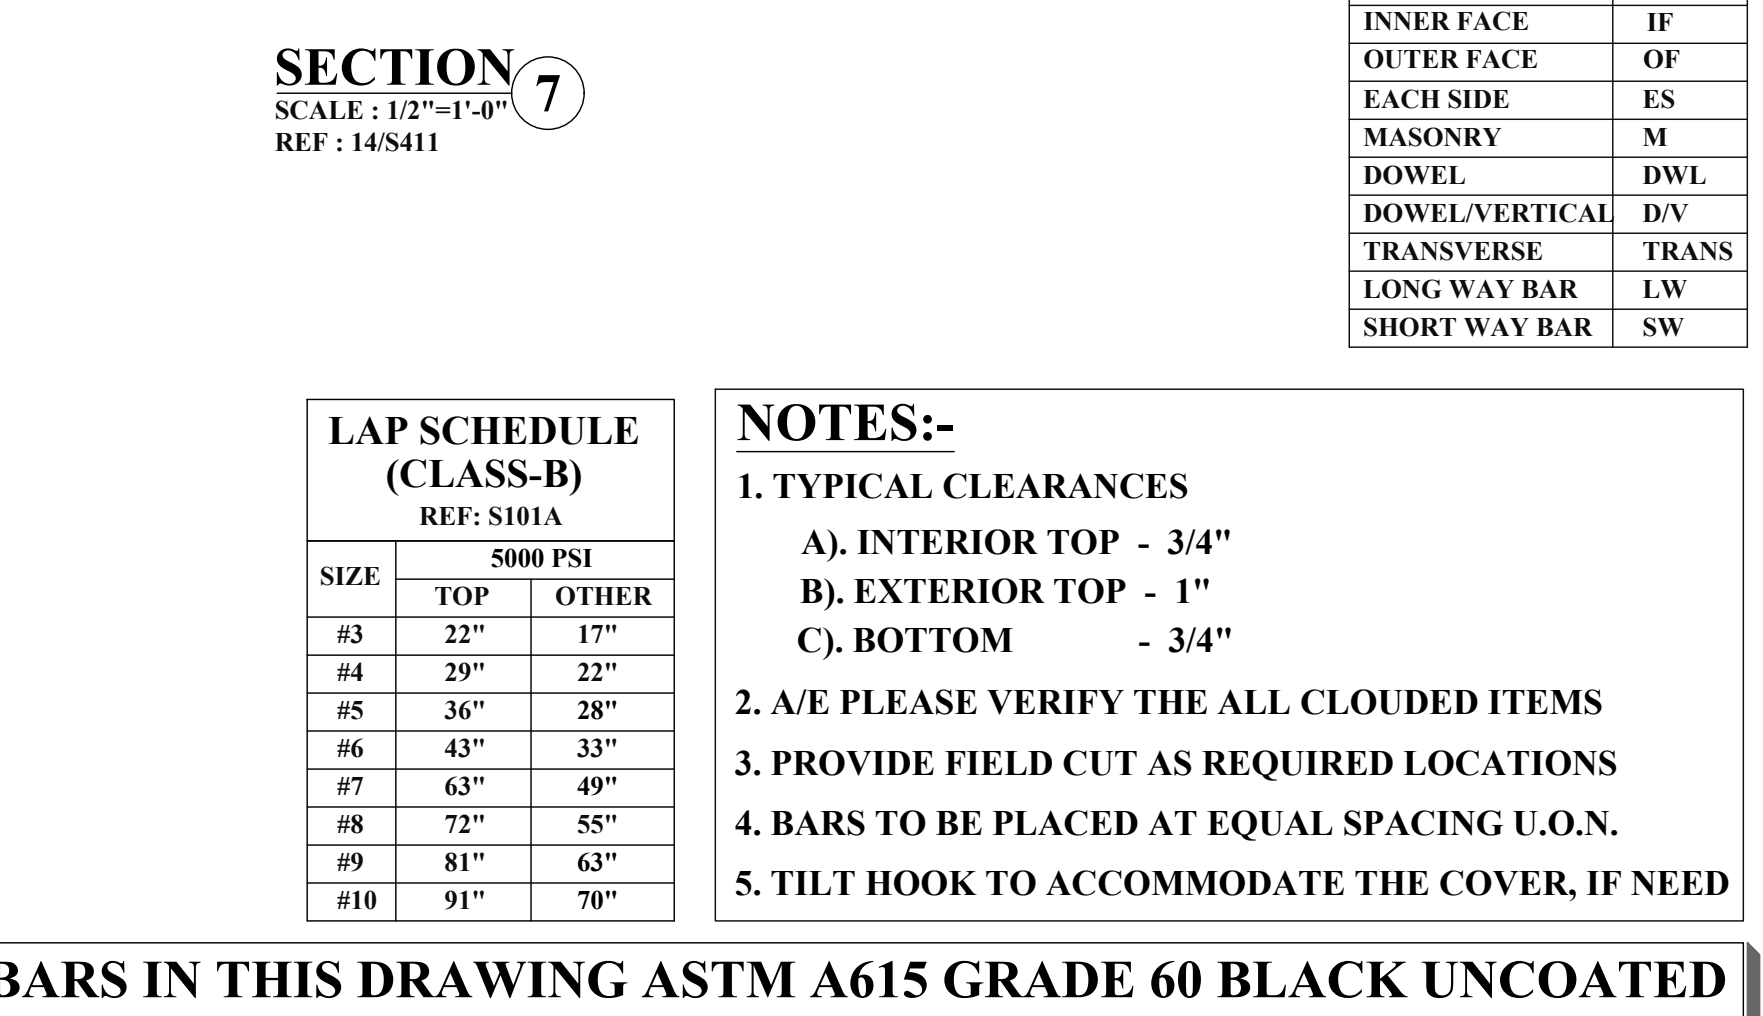 INNER FACE IF
OUTER FACE OF
EACH SIDE ES
MASONRY M
DOWEL DWL
DOWEL/VERTICAL D/V
TRANSVERSE TRANS
LONG WAY BAR LW
SHORT WAY BAR SW
SECTION 7
SCALE : 1/2"=1'-0"
REF : 14/S411
LAP SCHEDULE
(CLASS-B)
REF: S101A
SIZE 5000 PSI
TOP OTHER
#3 22" 17"
#4 29" 22"
#5 36" 28"
#6 43" 33"
#7 63" 49"
#8 72" 55"
#9 81" 63"
#10 91" 70"
NOTES:-
1. TYPICAL CLEARANCES
A). INTERIOR TOP - 3/4"
B). EXTERIOR TOP - 1"
C). BOTTOM - 3/4"
2. A/E PLEASE VERIFY THE ALL CLOUDED ITEMS
3. PROVIDE FIELD CUT AS REQUIRED LOCATIONS
4. BARS TO BE PLACED AT EQUAL SPACING U.O.N.
5. TILT HOOK TO ACCOMMODATE THE COVER, IF NEED
BARS IN THIS DRAWING ASTM A615 GRADE 60 BLACK UNCOATED